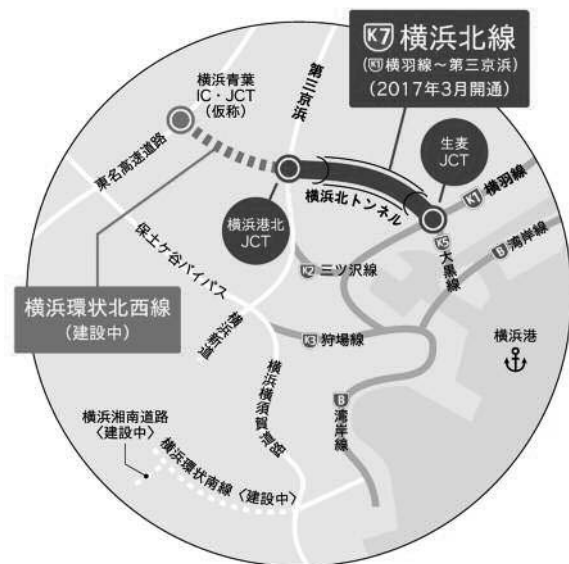 K7 横浜北線
(K1 横羽線～第三京浜)
(2017年3月開通)
横浜青葉
IC・JCT
(仮称)
第三京浜
生麦
JCT
東名高速道路
横浜北トンネル
K1 横羽線
横浜港北
JCT
K5 大黒線
B 湾岸線
保土ヶ谷バイパス
K2 三ツ沢線
横浜環状北西線
(建設中)
横浜新道
K3 狩場線
横浜港
横浜横須賀道路
B 湾岸線
横浜湘南道路
〈建設中〉
横浜環状南線〈建設中〉